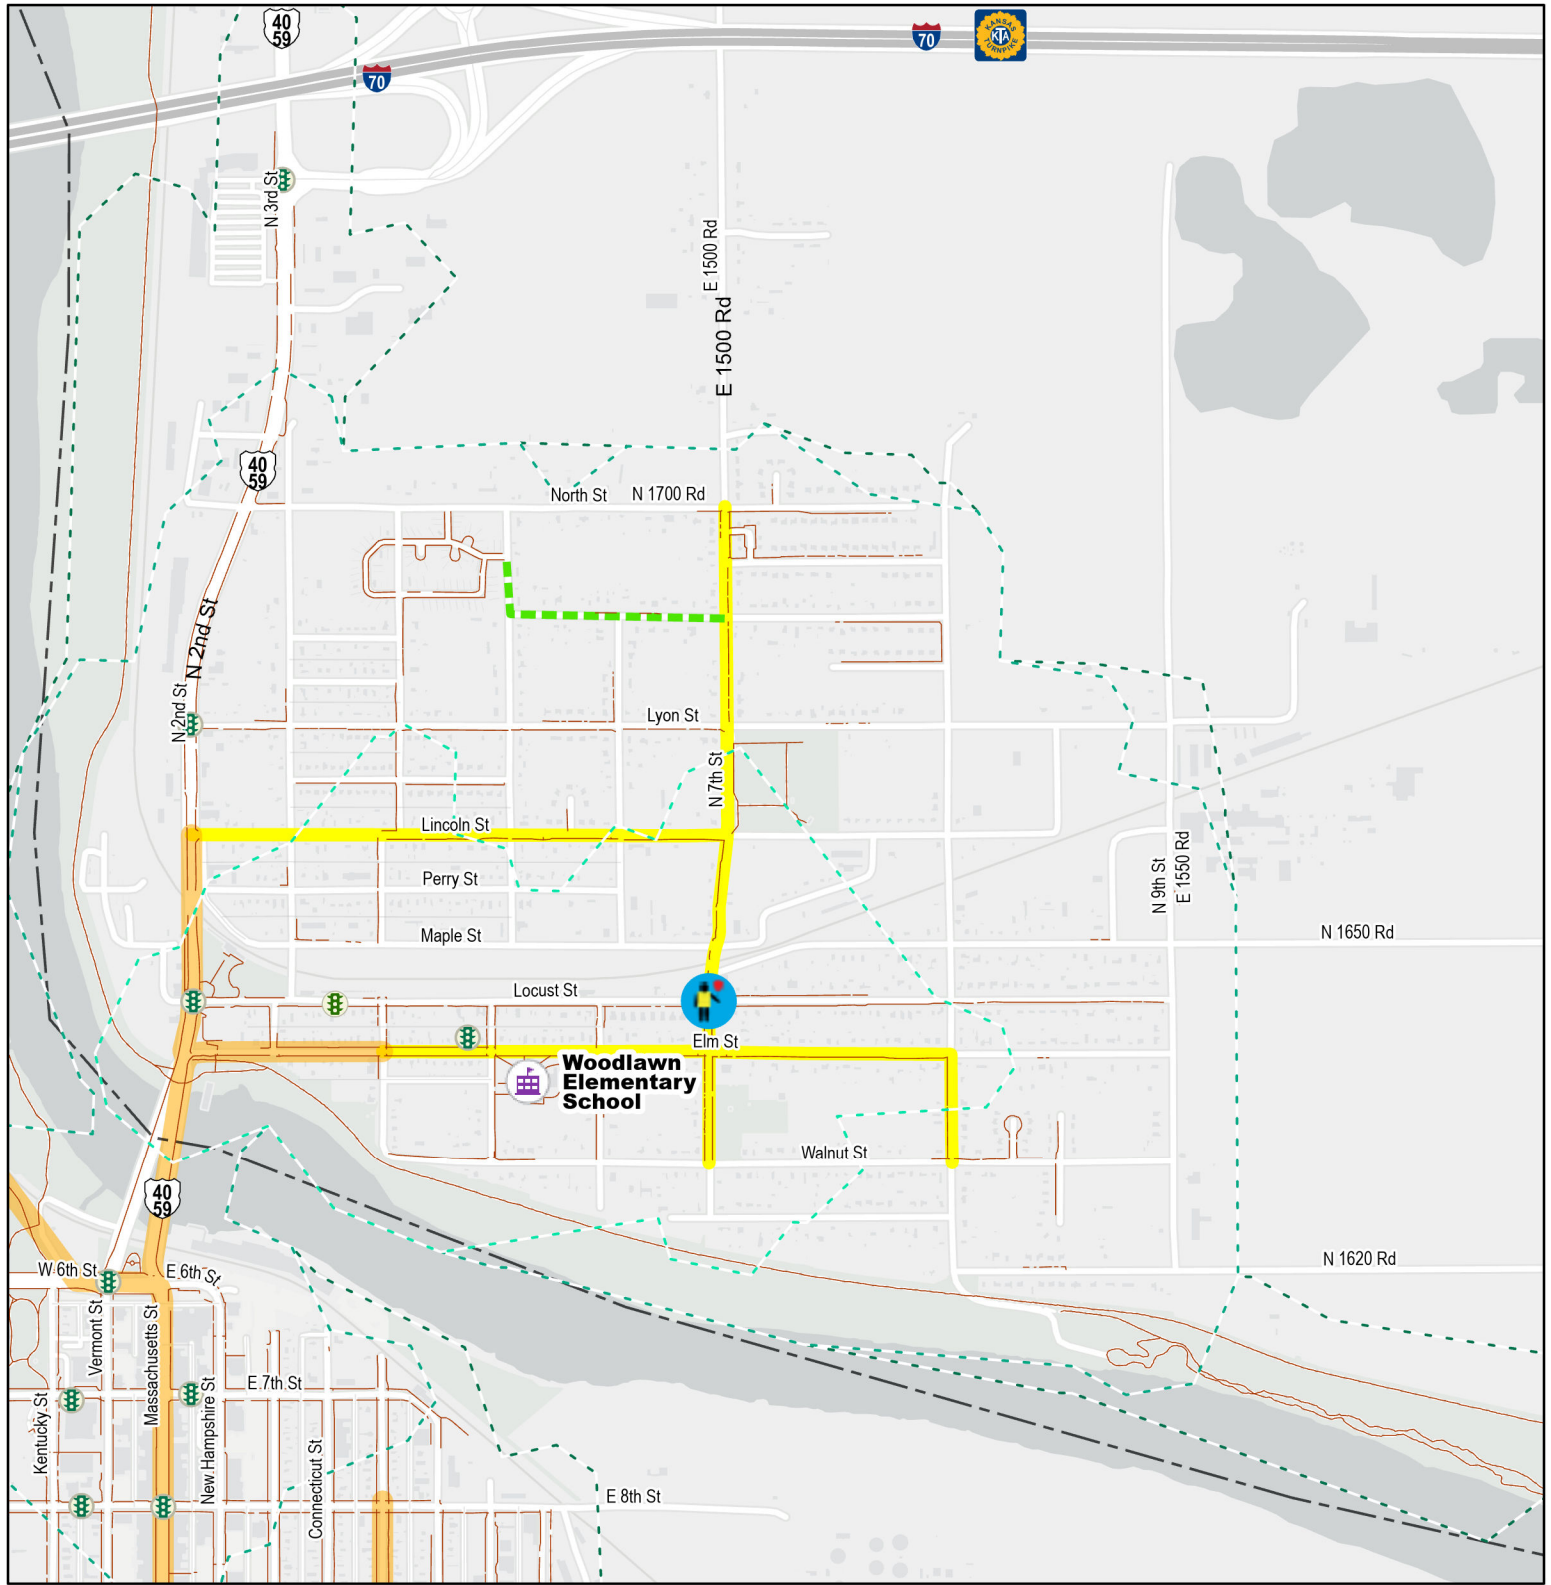 40
59
70
KANSAS
KTA
TURNPIKE
70
N 3rd St
E 1500 Rd
E 1500 Rd
40
59
North St
N 1700 Rd
N 2nd St
N 2nd St
Lyon St
N 7th St
Lincoln St
Perry St
N 9th St
E 1550 Rd
Maple St
N 1650 Rd
Locust St
Elm St
Woodlawn
Elementary
School
Walnut St
40
59
W 6th St
E 6th St
N 1620 Rd
Vermont St
Massachusetts St
E 7th St
Kentucky St
New Hampshire St
Connecticut St
E 8th St